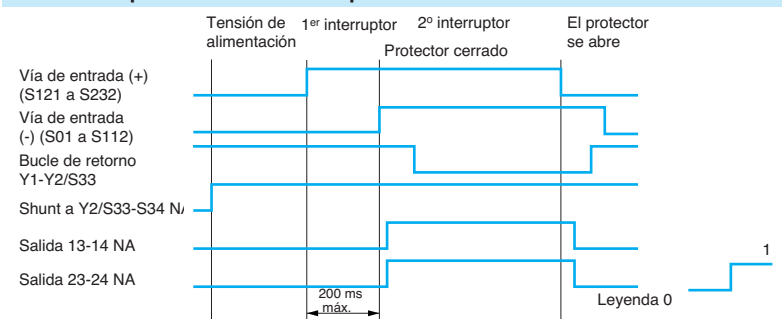 Tensión de alimentación
1er interruptor
2º interruptor
El protector se abre
Protector cerrado
Vía de entrada (+)
(S121 a S232)
Vía de entrada
(-) (S01 a S112)
Bucle de retorno
Y1-Y2/S33
Shunt a Y2/S33-S34
Salida 13-14 NA
Salida 23-24 NA
200 ms
máx.
Leyenda 0
1